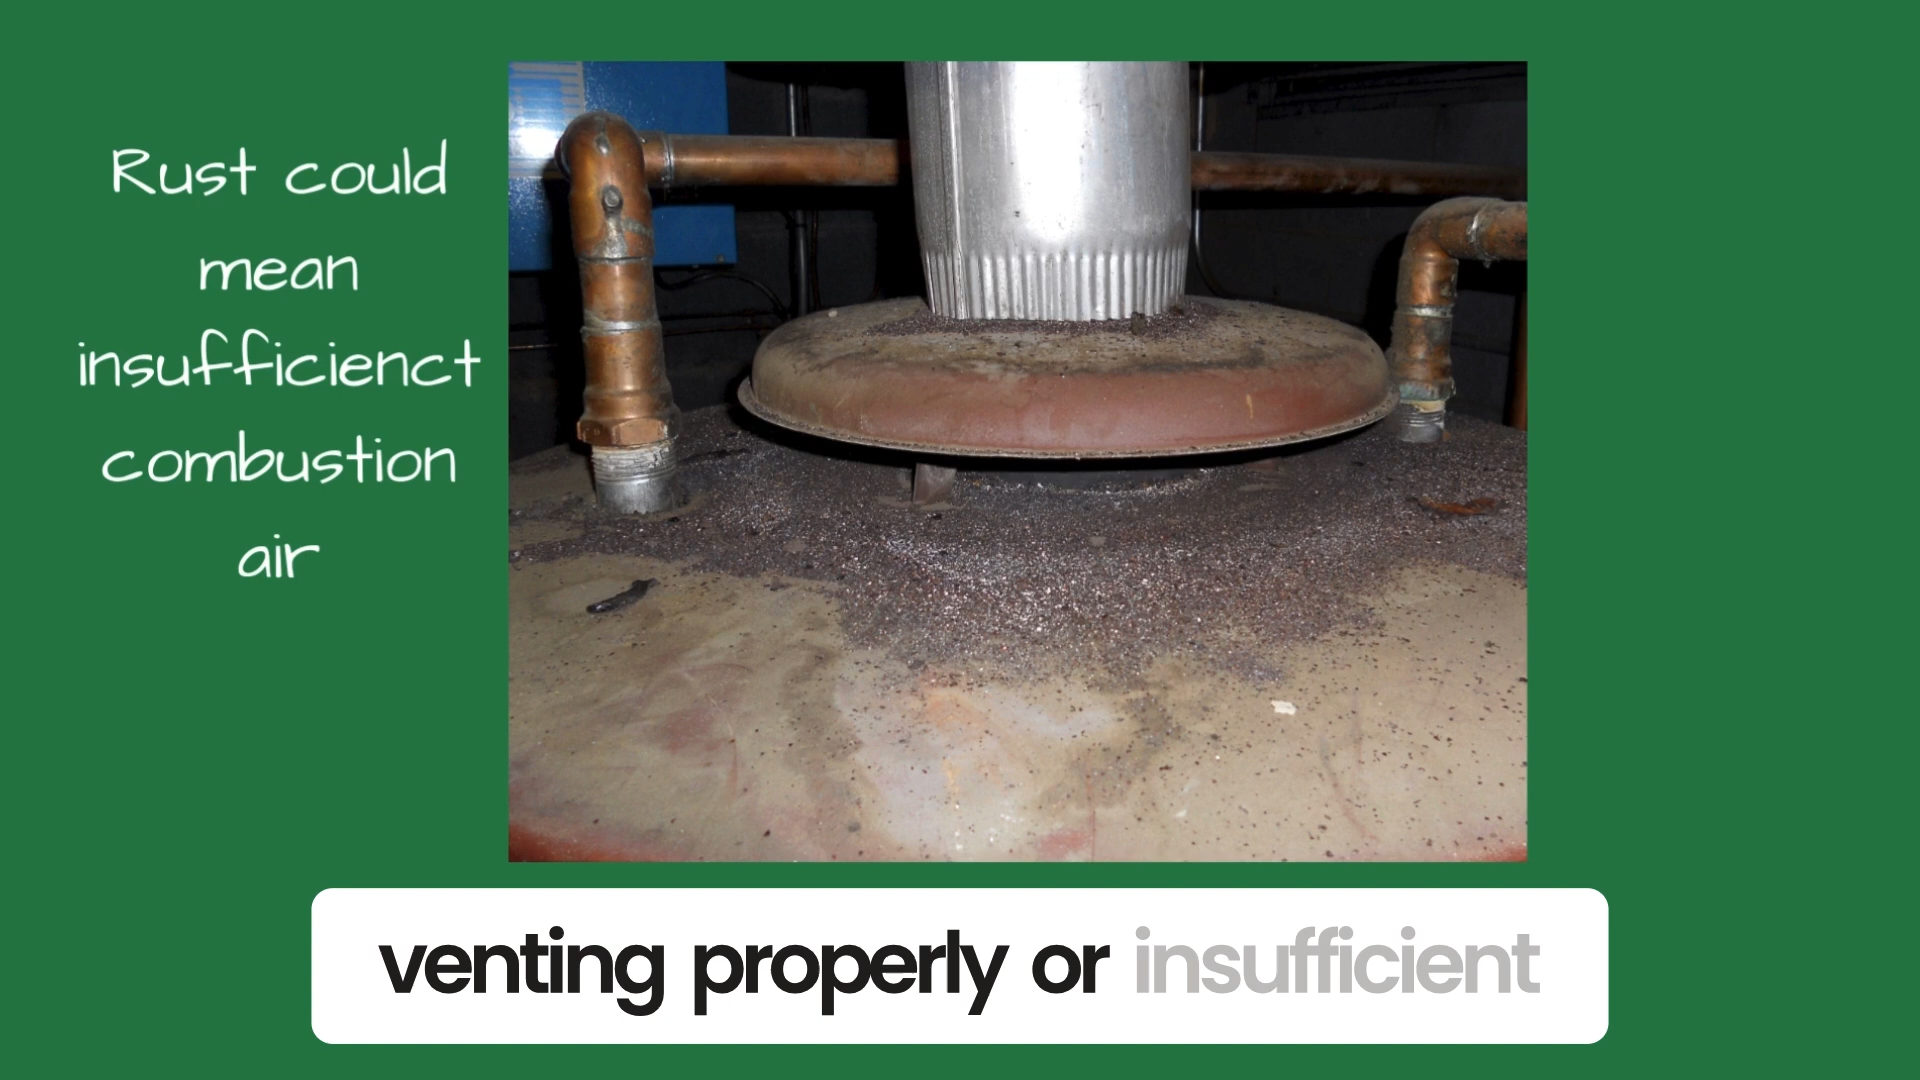 Rust could
mean
insufficienct
combustion
air
venting properly or insufficient